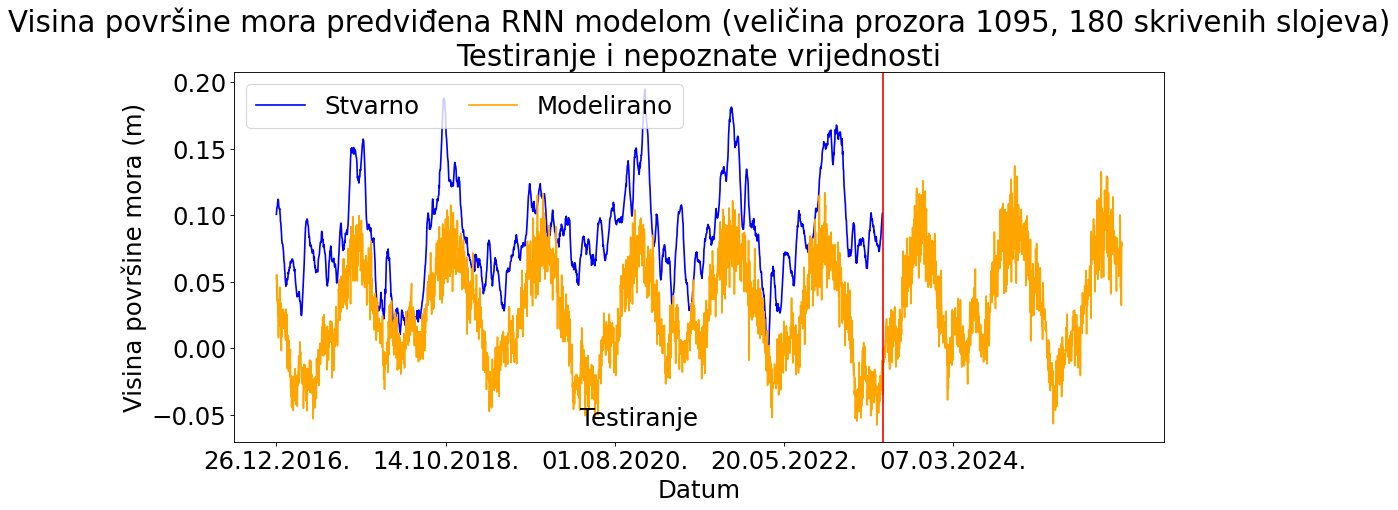 Visina površine mora predviđena RNN modelom (veličina prozora 1095, 180 skrivenih slojeva)
Testiranje i nepoznate vrijednosti
Stvarno Modelirano
Visina površine mora (m)
0.20
0.15
0.10
0.05
0.00
−0.05
Testiranje
26.12.2016. 14.10.2018. 01.08.2020. 20.05.2022. 07.03.2024.
Datum